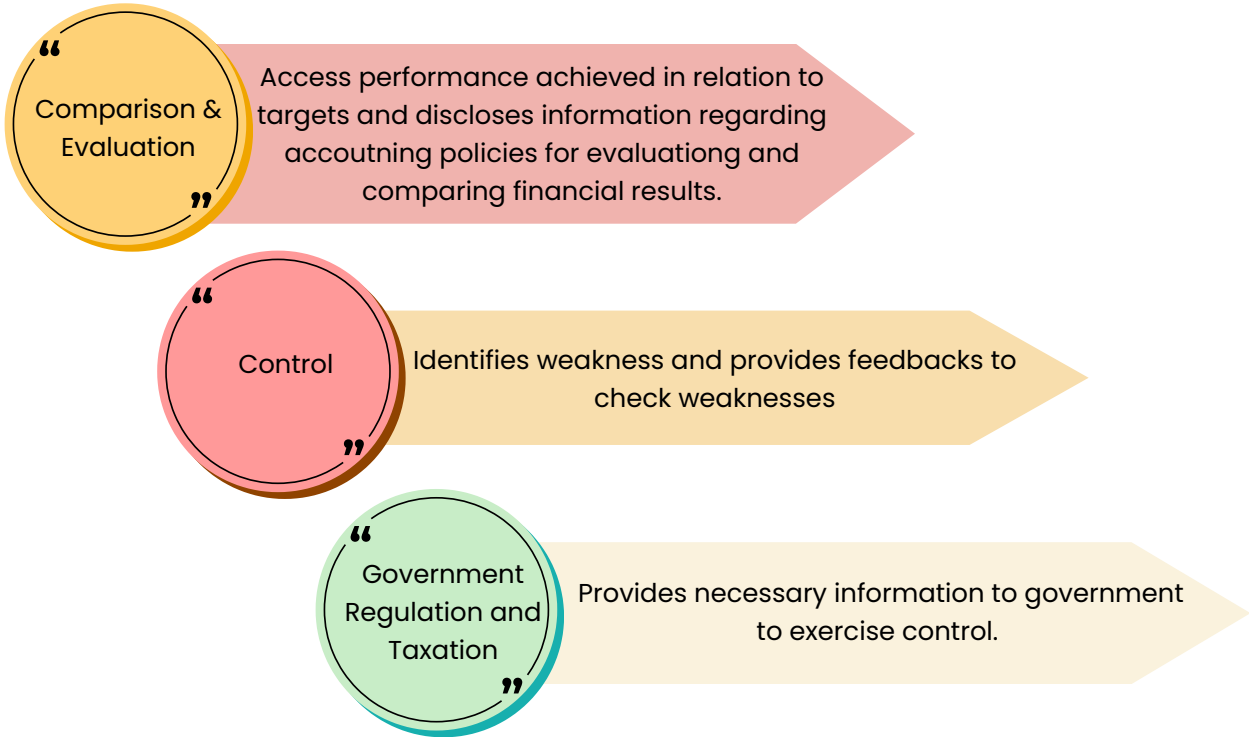 Comparison &
Evaluation
Access performance achieved in relation to
targets and discloses information regarding
accoutning policies for evaluationg and
comparing financial results.
Control
Identifies weakness and provides feedbacks to
check weaknesses
Government
Regulation and
Taxation
Provides necessary information to government
to exercise control.